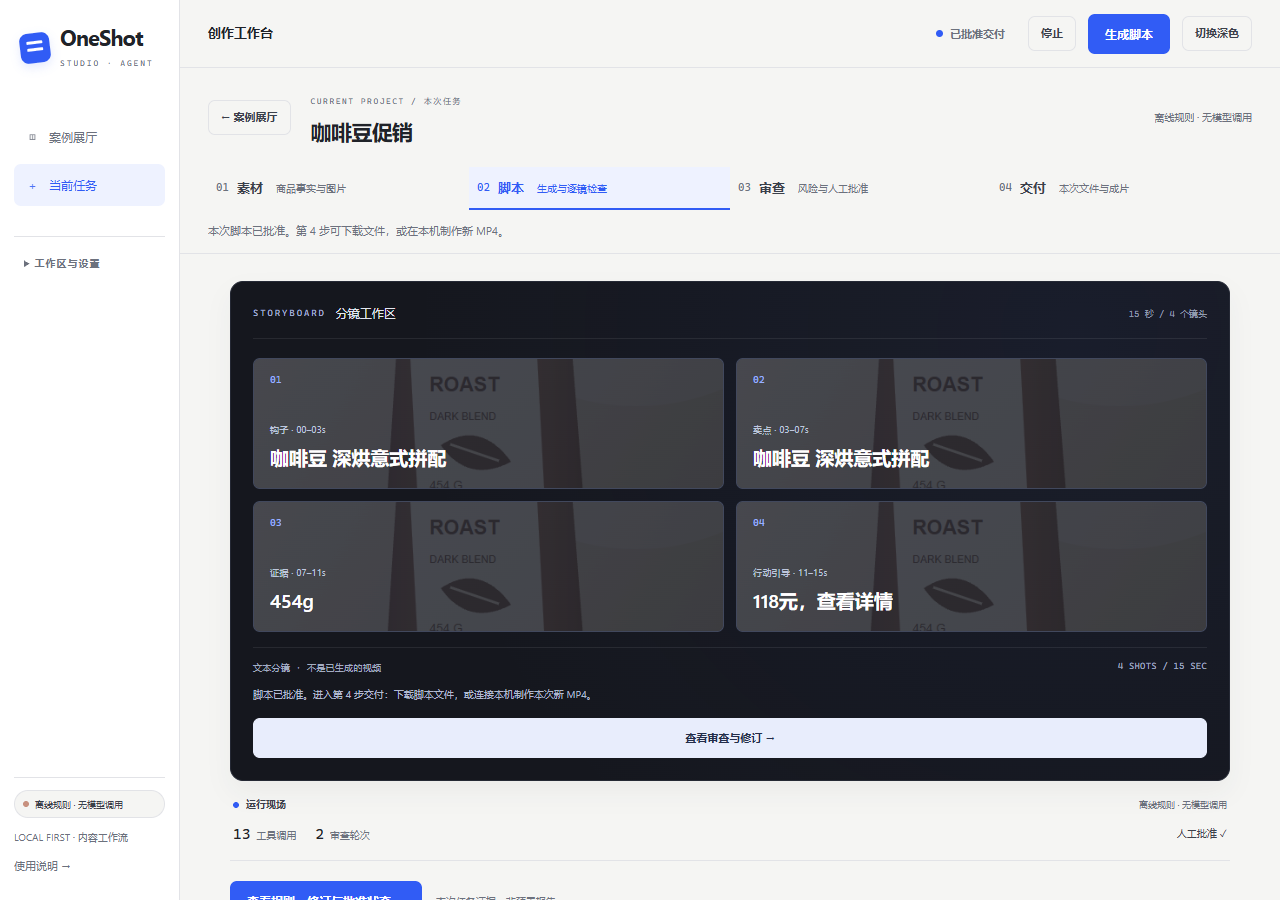 OneShot
STUDIO · AGENT
案例展厅
+ 当前任务
▸ 工作区与设置
离线规则 · 无模型调用
LOCAL FIRST · 内容工作流
使用说明 →
创作工作台
已批准交付
停止
生成脚本
切换深色
← 案例展厅
CURRENT PROJECT / 本次任务
咖啡豆促销
离线规则 · 无模型调用
01 素材 商品事实与图片
02 脚本 生成与逐镜检查
03 审查 风险与人工批准
04 交付 本次文件与成片
本次脚本已批准。第 4 步可下载文件，或在本机制作新 MP4。
STORYBOARD 分镜工作区
15 秒 / 4 个镜头
01
ROAST
DARK BLEND
钩子 · 00–03s
咖啡豆 深烘意式拼配
454 G
02
ROAST
DARK BLEND
卖点 · 03–07s
咖啡豆 深烘意式拼配
454 G
03
ROAST
DARK BLEND
证据 · 07–11s
454g
454 G
04
ROAST
DARK BLEND
行动引导 · 11–15s
118元，查看详情
454 G
文本分镜 · 不是已生成的视频
4 SHOTS / 15 SEC
脚本已批准。进入第 4 步交付：下载脚本文件，或连接本机制作本次新 MP4。
查看审查与修订 →
运行现场
离线规则 · 无模型调用
13 工具调用 2 审查轮次
人工批准 ✓